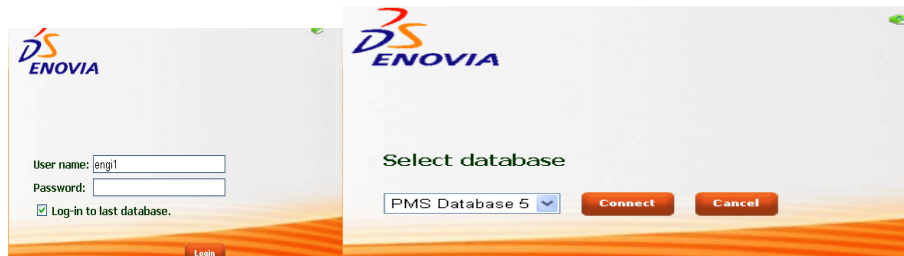 DS
ENOVIA
User name: engi1
Password:
Log-in to last database.
Login
DS
ENOVIA
Select database
PMS Database 5
Connect
Cancel